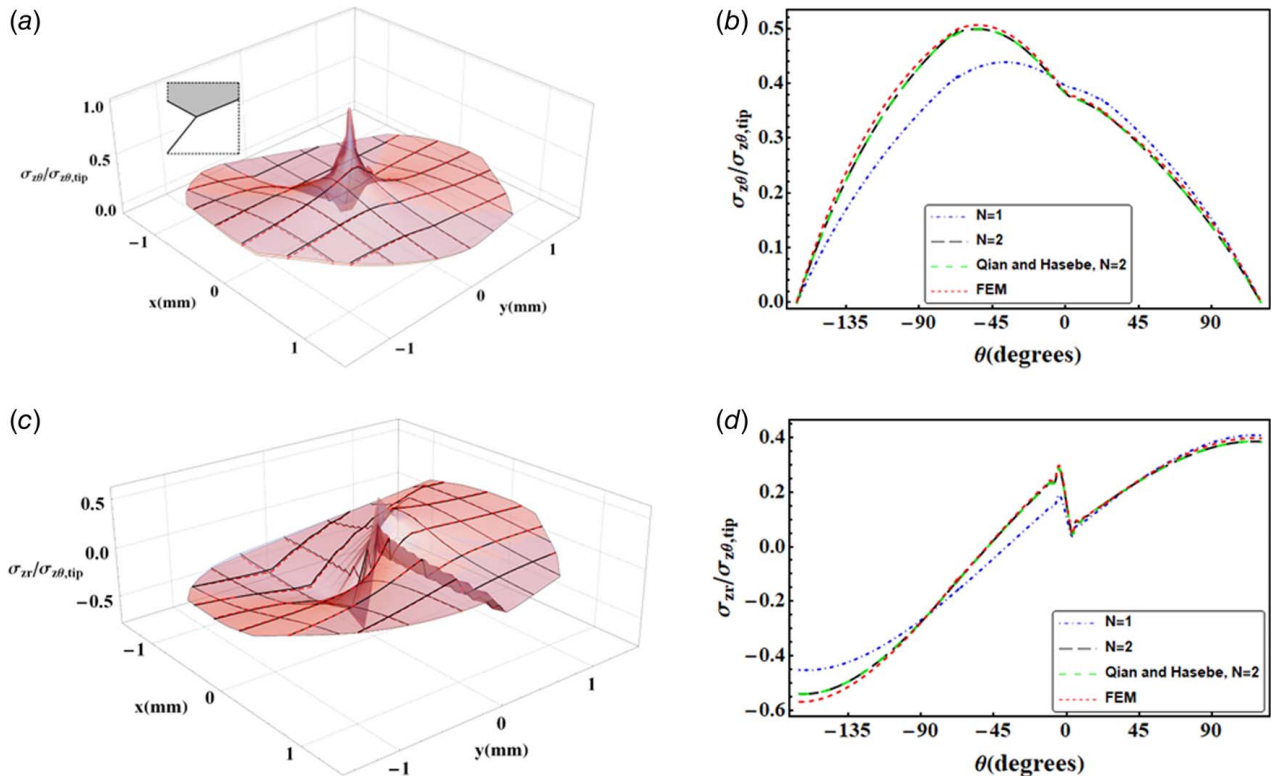 (a)
1.0
0.5
0.0
σzθ/σzθ,tip
−1
0
1
x(mm)
−1
0
1
y(mm)
(b)
0.5
0.4
0.3
0.2
0.1
0.0
σzθ/σzθ,tip
N=1
N=2
Qian and Hasebe, N=2
FEM
−135 −90 −45 0 45 90
θ(degrees)
(c)
0.5
0.0
−0.5
σzr/σzθ,tip
−1
0
1
x(mm)
−1
0
1
y(mm)
(d)
0.4
0.2
0.0
−0.2
−0.4
−0.6
σzr/σzθ,tip
N=1
N=2
Qian and Hasebe, N=2
FEM
−135 −90 −45 0 45 90
θ(degrees)